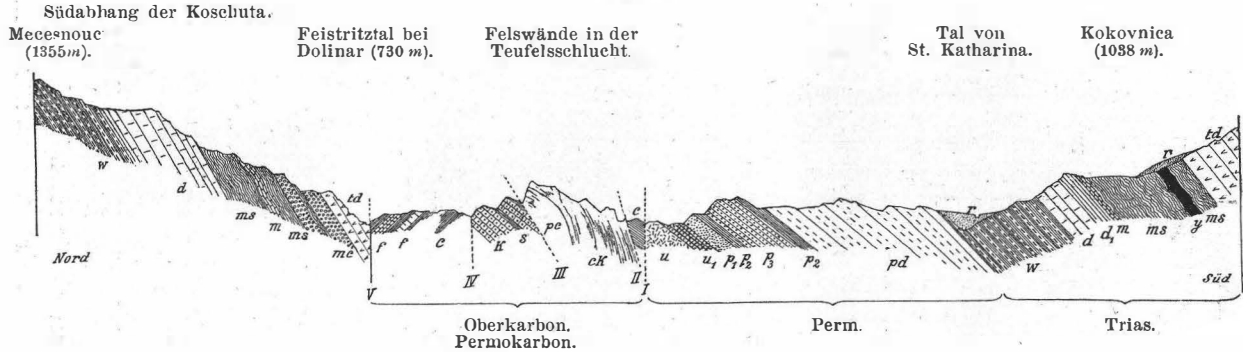 Südabhang der Koschuta.
Mecesnouc
(1355m).
Feistritztal bei
Dolinar (730 m).
Felswände in der
Teufelsschlucht.
Tal von
St. Katharina.
Kokovnica
(1038 m).
w d ms m ms mc td
f f c k s pc ck c
u u1 p1 p2 p3 p2 pd r
w d d1 m ms y ms r td
Nord
Süd
V IV III II I
Oberkarbon.
Permokarbon.
Perm.
Trias.